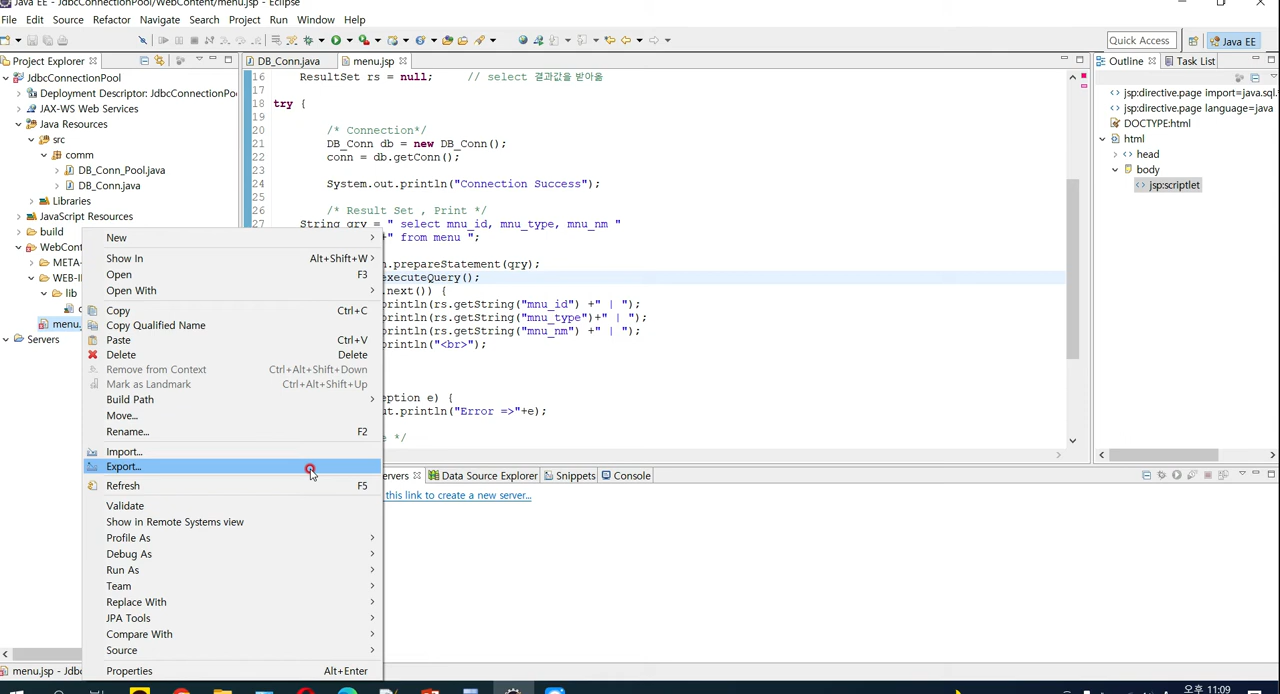 Java EE - JdbcConnectionPool/WebContent/menu.jsp - Eclipse
File Edit Source Refactor Navigate Search Project Run Window Help
Quick Access
Java EE
Project Explorer
JdbcConnectionPool
Deployment Descriptor: JdbcConnectionPo
JAX-WS Web Services
Java Resources
src
comm
DB_Conn_Pool.java
DB_Conn.java
Libraries
JavaScript Resources
build
WebCont
META-
WEB-IN
lib
menu.
Servers
DB_Conn.java
menu.jsp
16 ResultSet rs = null; // select 결과값을 받아옮
17
18 try {
19
20 /* Connection*/
21 DB_Conn db = new DB_Conn();
22 conn = db.getConn();
23
24 System.out.println("Connection Success");
25
26 /* Result Set , Print */
27 String qry = " select mnu_id, mnu_type, mnu_nm "
+" from menu ";
.prepareStatement(qry);
executeQuery();
.next()) {
println(rs.getString("mnu_id") +" | ");
println(rs.getString("mnu_type")+" | ");
println(rs.getString("mnu_nm") +" | ");
println("<br>");
ception e) {
ut.println("Error =>"+e);
e */
New
Show In Alt+Shift+W
Open F3
Open With
Copy Ctrl+C
Copy Qualified Name
Paste Ctrl+V
Delete Delete
Remove from Context Ctrl+Alt+Shift+Down
Mark as Landmark Ctrl+Alt+Shift+Up
Build Path
Move...
Rename... F2
Import...
Export...
Refresh F5
Validate
Show in Remote Systems view
Profile As
Debug As
Run As
Team
Replace With
JPA Tools
Compare With
Source
Properties Alt+Enter
ervers
Data Source Explorer
Snippets
Console
this link to create a new server...
Outline
Task List
jsp:directive.page import=java.sql.*
jsp:directive.page language=java
DOCTYPE:html
html
head
body
jsp:scriptlet
menu.jsp - Jdbc
오후 11:09